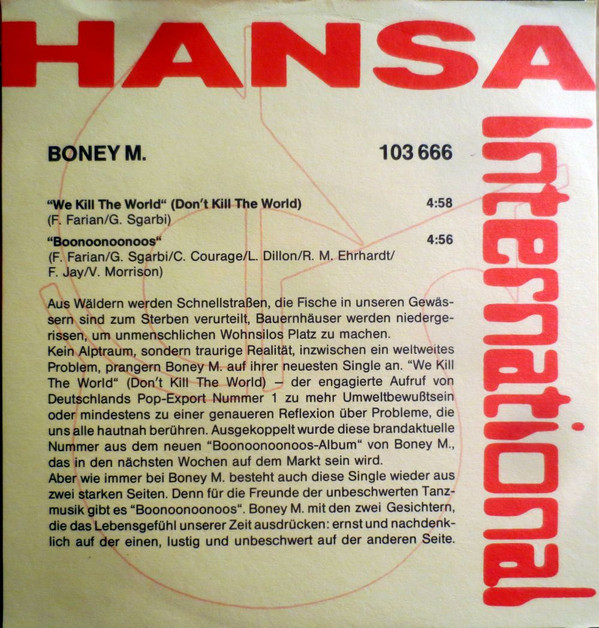 HANSA
International
BONEY M. 103 666
“We Kill The World“ (Don’t Kill The World) 4:58
(F. Farian/G. Sgarbi)
“Boonoonoonoos“ 4:56
(F. Farian/G. Sgarbi/C. Courage/L. Dillon/R. M. Ehrhardt/
F. Jay/V. Morrison)
Aus Wäldern werden Schnellstraßen, die Fische in unseren Gewäs-
sern sind zum Sterben verurteilt, Bauernhäuser werden niederge-
rissen, um unmenschlichen Wohnsilos Platz zu machen.
Kein Alptraum, sondern traurige Realität, inzwischen ein weltweites
Problem, prangern Boney M. auf ihrer neuesten Single an. “We Kill
The World“ (Don’t Kill The World) – der engagierte Aufruf von
Deutschlands Pop-Export Nummer 1 zu mehr Umweltbewußtsein
oder mindestens zu einer genaueren Reflexion über Probleme, die
uns alle hautnah berühren. Ausgekoppelt wurde diese brandaktuelle
Nummer aus dem neuen “Boonoonoonoos-Album“ von Boney M.,
das in den nächsten Wochen auf dem Markt sein wird.
Aber wie immer bei Boney M. besteht auch diese Single wieder aus
zwei starken Seiten. Denn für die Freunde der unbeschwerten Tanz-
musik gibt es “Boonoonoonoos“. Boney M. mit den zwei Gesichtern,
die das Lebensgefühl unserer Zeit ausdrücken: ernst und nachdenk-
lich auf der einen, lustig und unbeschwert auf der anderen Seite.